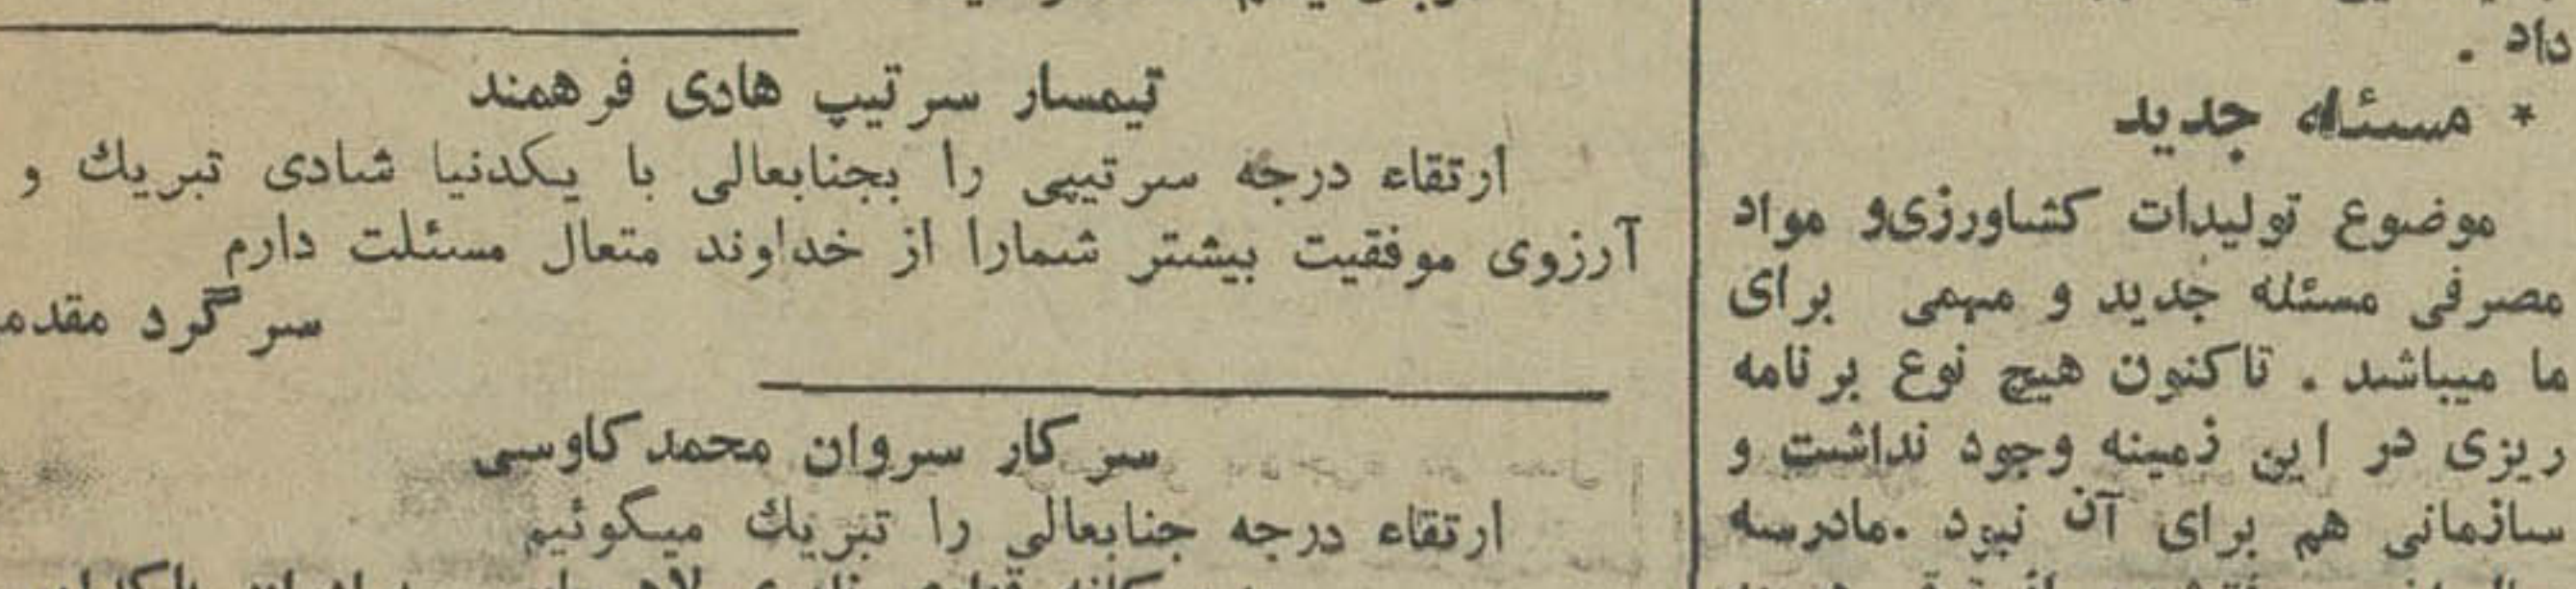 داد .
* مسئله جدید
موضوع تولیدات کشاورزی‌و مواد
مصرفی مسئله جدید و مهمی برای
ما میباشد . تاکنون هیچ نوع برنامه
ریزی در این زمینه وجود نداشت و
سازمانی هم برای آن نبود .مادرسه
تیمسار سرتیپ هادی فرهمند
ارتقاء درجه سرتیپی را بجنابعالی با یکدنیا شادی تبریك و
آرزوی موفقیت بیشتر شمارا از خداوند متعال مسئلت دارم
سرگرد مقدم
سرکار سروان محمد کاوسی
ارتقاء درجه جنابعالی را تبریك میگوئیم